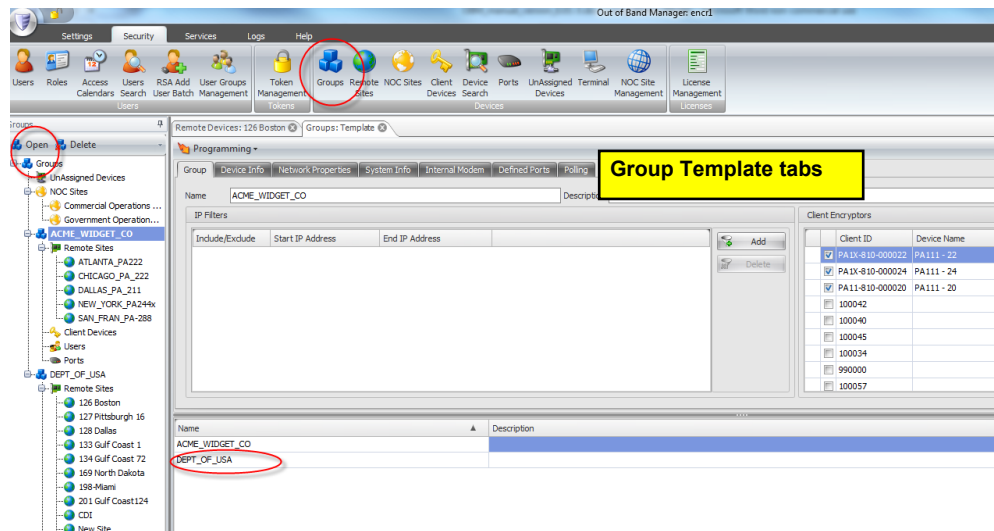 Out of Band Manager: encr1
Settings Security Services Logs Help
Users Roles Access Calendars Users Search RSA Add User Batch User Groups Management Token Management Groups Remote Sites NOC Sites Client Devices Device Search Ports UnAssigned Devices Terminal NOC Site Management License Management
Users Tokens Devices Licenses
Groups
Open Delete
Groups
UnAssigned Devices
NOC Sites
Commercial Operations ...
Government Operation...
ACME_WIDGET_CO
Remote Sites
ATLANTA_PA222
CHICAGO_PA_222
DALLAS_PA_211
NEW_YORK_PA244x
SAN_FRAN_PA-288
Client Devices
Users
Ports
DEPT_OF_USA
Remote Sites
126 Boston
127 Pittsburgh 16
128 Dallas
133 Gulf Coast 1
134 Gulf Coast 72
169 North Dakota
198-Miami
201 Gulf Coast124
CDI
New Site
Remote Devices: 126 Boston Groups: Template
Programming
Group Device Info Network Properties System Info Internal Modem Defined Ports Polling
Group Template tabs
Name ACME_WIDGET_CO
IP Filters
Include/Exclude Start IP Address End IP Address
Add
Delete
Client Encryptors
Client ID Device Name
PA1X-810-000022 PA111 - 22
PA1X-810-000024 PA111 - 24
PA11-810-000020 PA111 - 20
100042
100040
100045
100034
990000
100057
Name Description
ACME_WIDGET_CO
DEPT_OF_USA